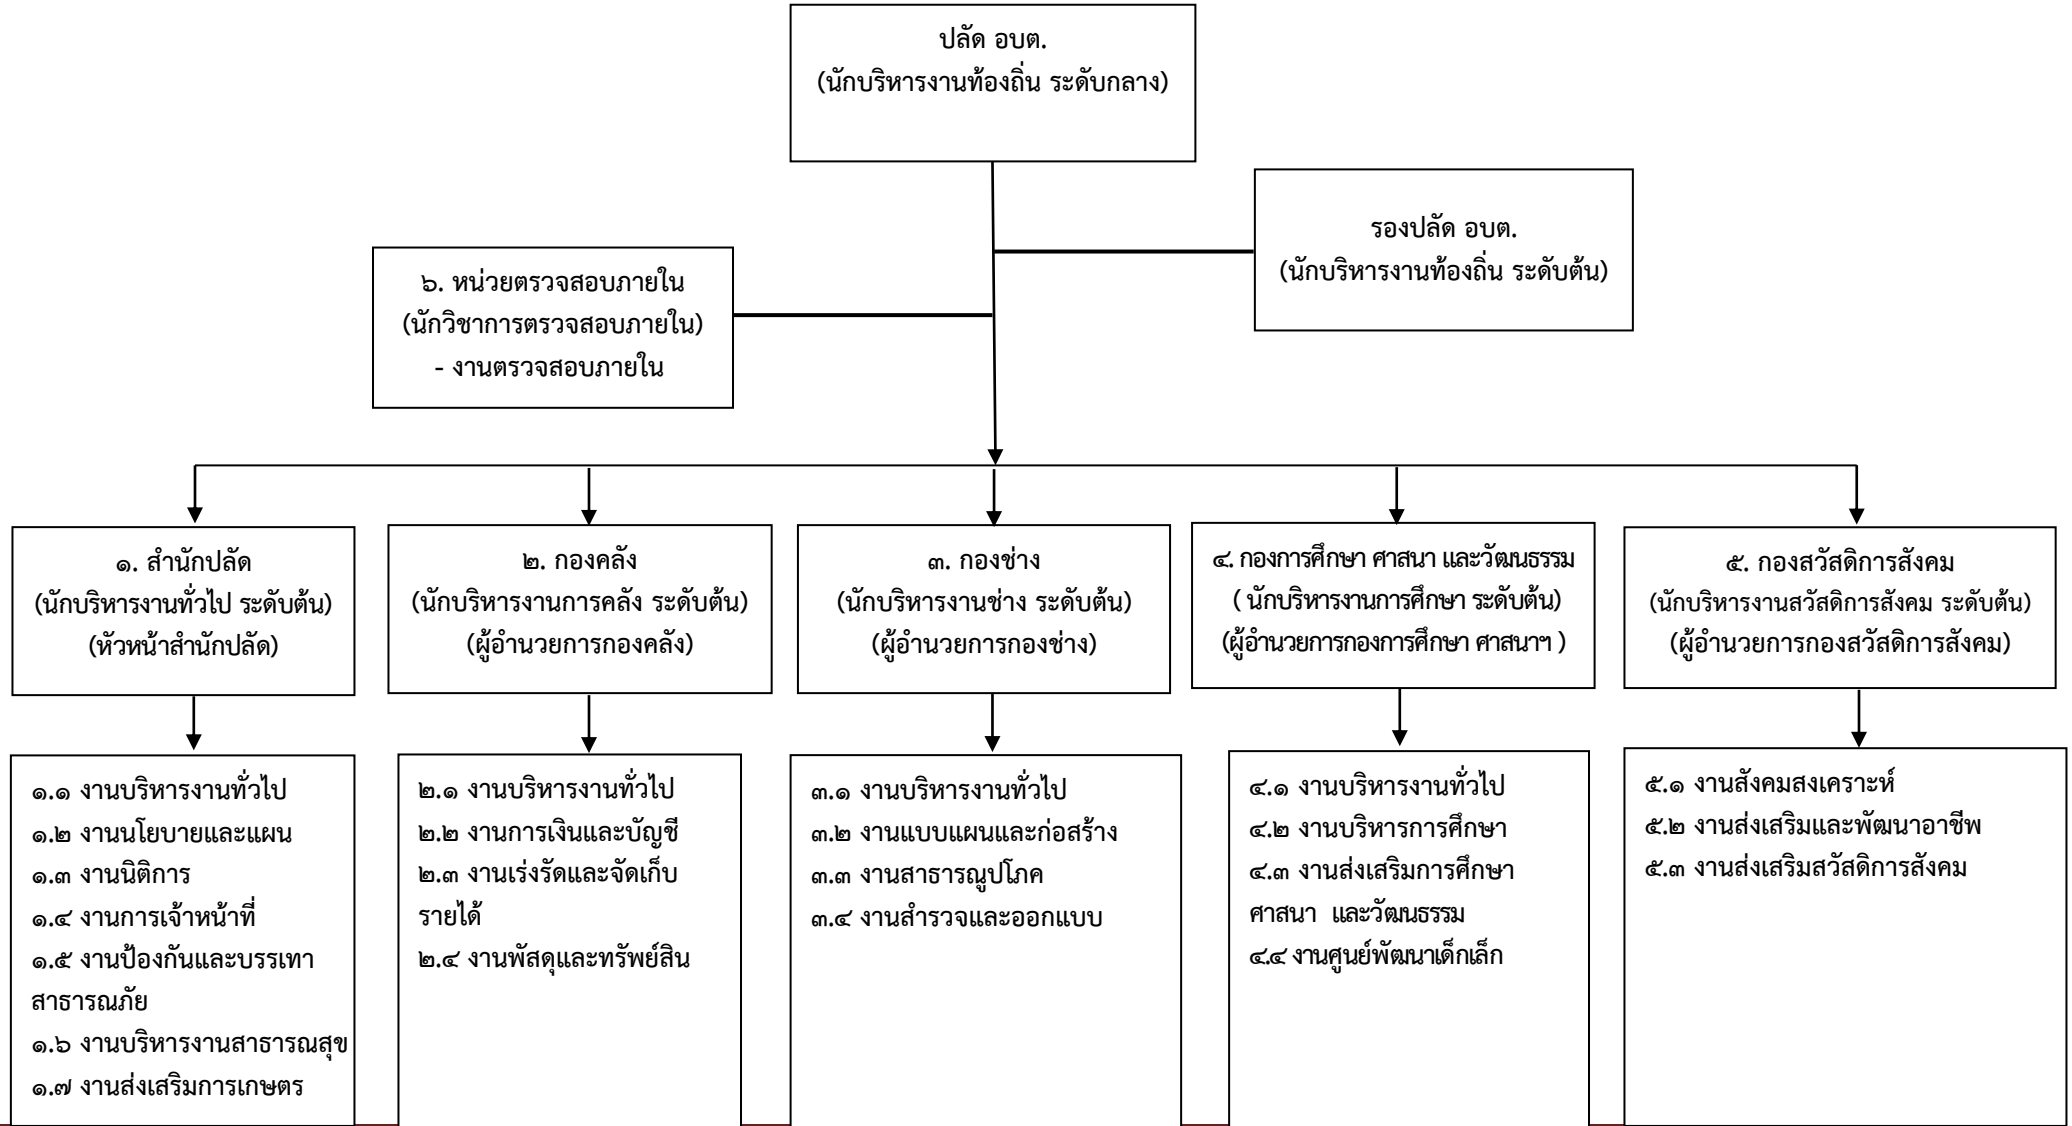 ปลัด อบต.
(นักบริหารงานท้องถิ่น ระดับกลาง)
รองปลัด อบต.
(นักบริหารงานท้องถิ่น ระดับต้น)
๖. หน่วยตรวจสอบภายใน
(นักวิชาการตรวจสอบภายใน)
- งานตรวจสอบภายใน
๑. สำนักปลัด
(นักบริหารงานทั่วไป ระดับต้น)
(หัวหน้าสำนักปลัด)
๒. กองคลัง
(นักบริหารงานการคลัง ระดับต้น)
(ผู้อำนวยการกองคลัง)
๓. กองช่าง
(นักบริหารงานช่าง ระดับต้น)
(ผู้อำนวยการกองช่าง)
๔. กองการศึกษา ศาสนา และวัฒนธรรม
( นักบริหารงานการศึกษา ระดับต้น)
(ผู้อำนวยการกองการศึกษา ศาสนาฯ )
๕. กองสวัสดิการสังคม
(นักบริหารงานสวัสดิการสังคม ระดับต้น)
(ผู้อำนวยการกองสวัสดิการสังคม)
๑.๑ งานบริหารงานทั่วไป
๑.๒ งานนโยบายและแผน
๑.๓ งานนิติการ
๑.๔ งานการเจ้าหน้าที่
๑.๕ งานป้องกันและบรรเทา
สาธารณภัย
๑.๖ งานบริหารงานสาธารณสุข
๑.๗ งานส่งเสริมการเกษตร
๒.๑ งานบริหารงานทั่วไป
๒.๒ งานการเงินและบัญชี
๒.๓ งานเร่งรัดและจัดเก็บ
รายได้
๒.๔ งานพัสดุและทรัพย์สิน
๓.๑ งานบริหารงานทั่วไป
๓.๒ งานแบบแผนและก่อสร้าง
๓.๓ งานสาธารณูปโภค
๓.๔ งานสำรวจและออกแบบ
๔.๑ งานบริหารงานทั่วไป
๔.๒ งานบริหารการศึกษา
๔.๓ งานส่งเสริมการศึกษา
ศาสนา และวัฒนธรรม
๔.๔ งานศูนย์พัฒนาเด็กเล็ก
๕.๑ งานสังคมสงเคราะห์
๕.๒ งานส่งเสริมและพัฒนาอาชีพ
๕.๓ งานส่งเสริมสวัสดิการสังคม